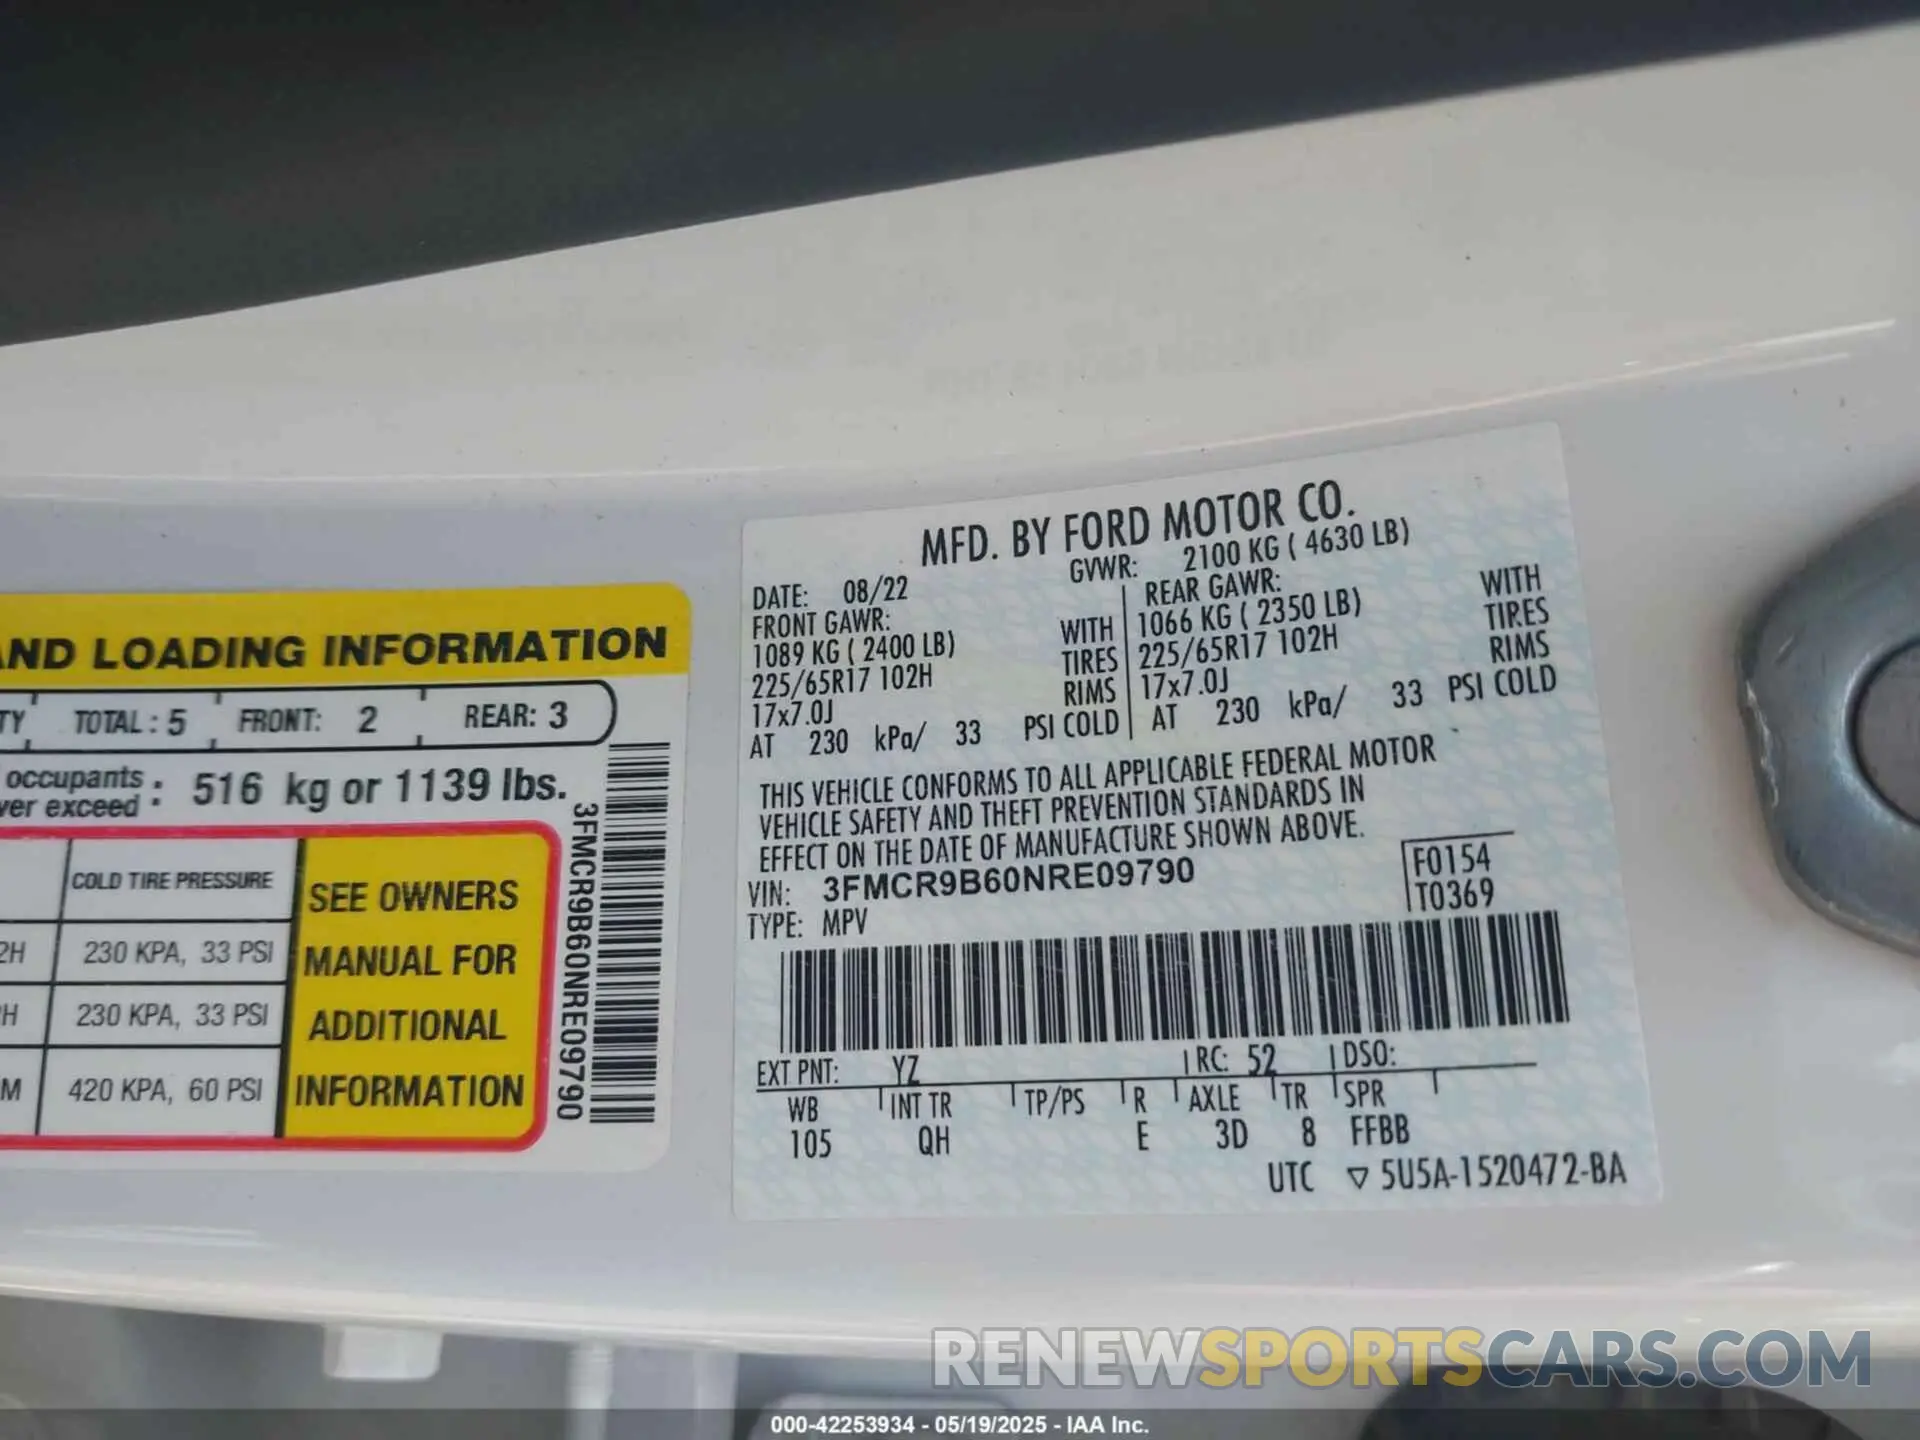 AND LOADING INFORMATION
TY TOTAL : 5 FRONT: 2 REAR: 3
occupants
ver exceed : 516 kg or 1139 lbs.
COLD TIRE PRESSURE
2H 230 KPA, 33 PSI
H 230 KPA, 33 PSI
M 420 KPA, 60 PSI
SEE OWNERS
MANUAL FOR
ADDITIONAL
INFORMATION
3FMCR9B60NRE09790
MFD. BY FORD MOTOR CO.
DATE: 08/22 GVWR: 2100 KG ( 4630 LB)
FRONT GAWR: REAR GAWR:
1089 KG ( 2400 LB) WITH 1066 KG ( 2350 LB) WITH
225/65R17 102H TIRES 225/65R17 102H TIRES
17x7.0J RIMS 17x7.0J RIMS
AT 230 kPa/ 33 PSI COLD AT 230 kPa/ 33 PSI COLD
THIS VEHICLE CONFORMS TO ALL APPLICABLE FEDERAL MOTOR
VEHICLE SAFETY AND THEFT PREVENTION STANDARDS IN
EFFECT ON THE DATE OF MANUFACTURE SHOWN ABOVE.
VIN: 3FMCR9B60NRE09790 F0154
TYPE: MPV T0369
EXT PNT: YZ RC: 52 DSO:
WB INT TR TP/PS R AXLE TR SPR
105 QH E 3D 8 FFBB
UTC ▽ 5U5A-1520472-BA
RENEWSPORTSCARS.COM
000-42253934 - 05/19/2025 - IAA Inc.